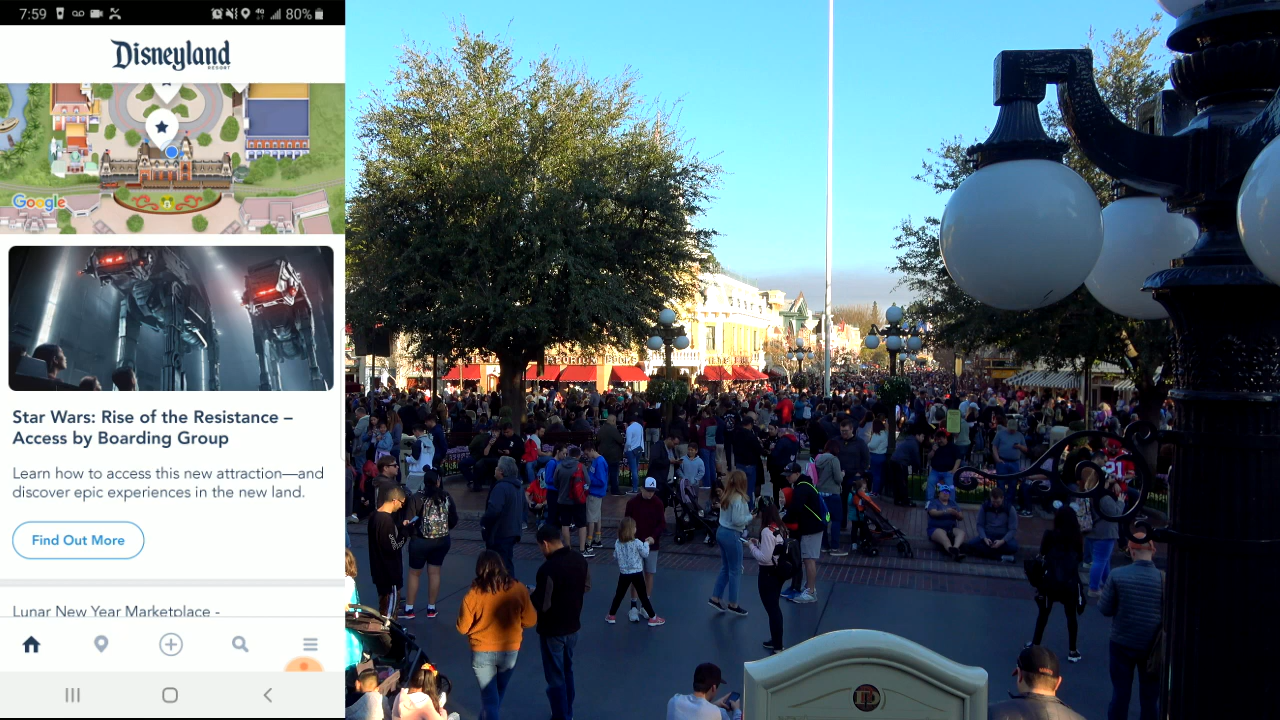 7:59
4G
80%
Disneyland
RESORT
Google
Star Wars: Rise of the Resistance –
Access by Boarding Group
Learn how to access this new attraction—and
discover epic experiences in the new land.
Find Out More
Lunar New Year Marketplace -
21
D